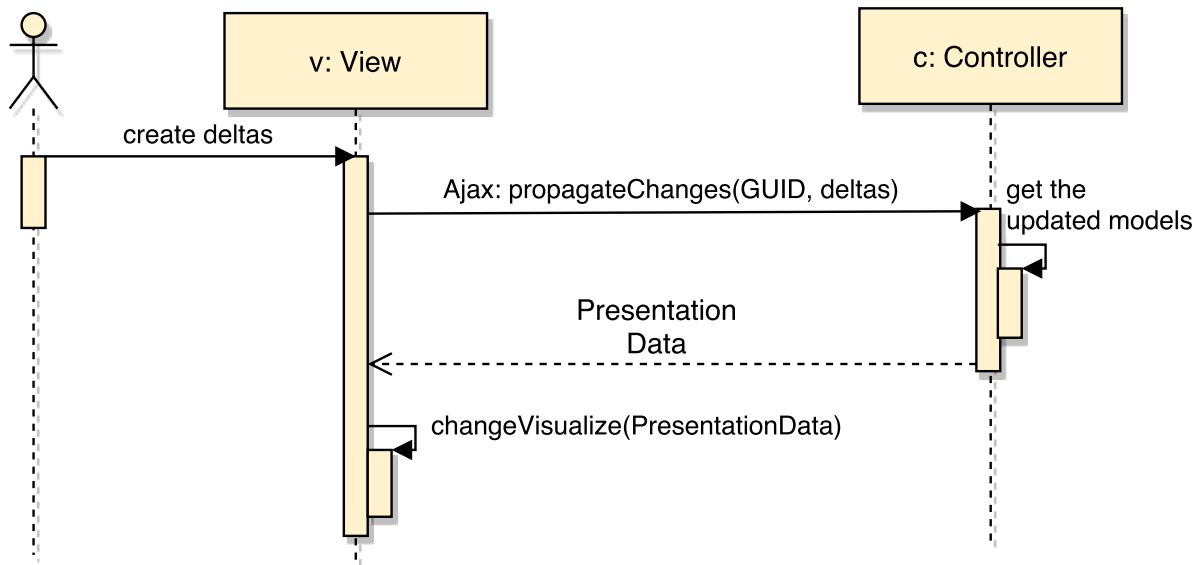 v: View
c: Controller
create deltas
Ajax: propagateChanges(GUID, deltas)
get the
updated models
Presentation
Data
changeVisualize(PresentationData)